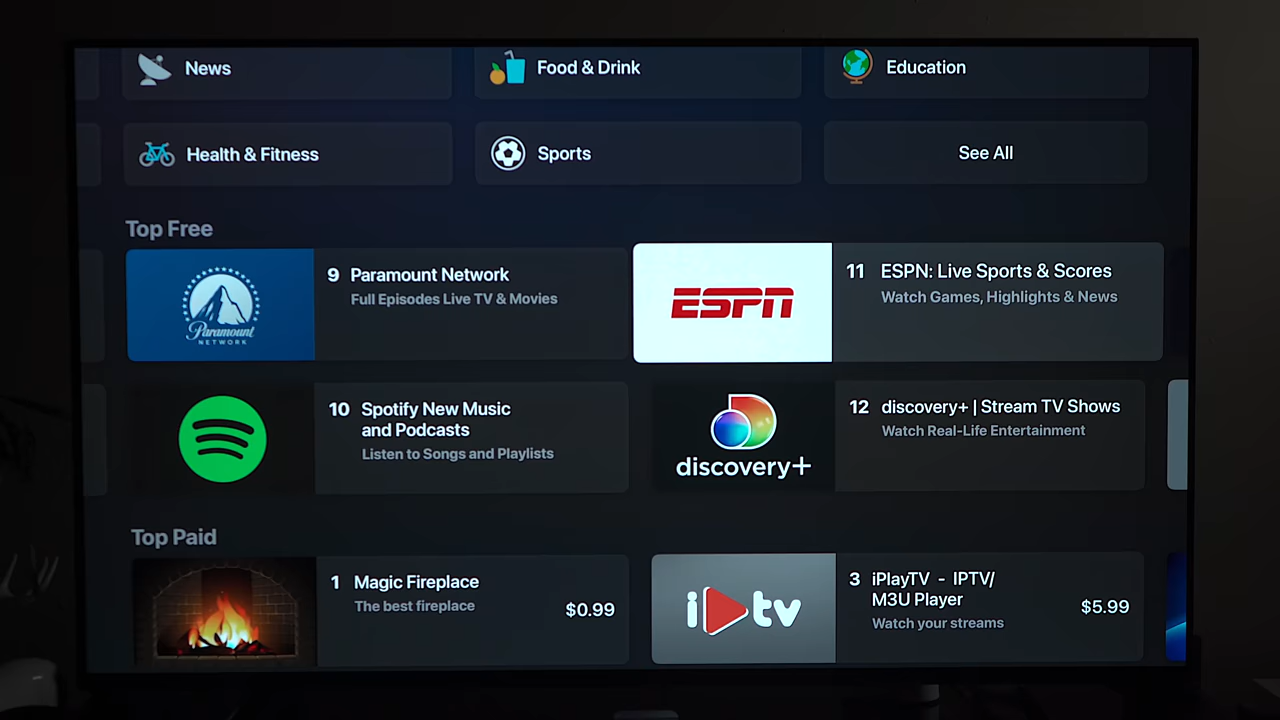 News
Food & Drink
Education
Health & Fitness
Sports
See All
Top Free
Paramount
NETWORK
9 Paramount Network
Full Episodes Live TV & Movies
ESPN
11 ESPN: Live Sports & Scores
Watch Games, Highlights & News
10 Spotify New Music
and Podcasts
Listen to Songs and Playlists
discovery+
12 discovery+ | Stream TV Shows
Watch Real-Life Entertainment
Top Paid
1 Magic Fireplace
The best fireplace
$0.99
i tv
3 iPlayTV - IPTV/
M3U Player
Watch your streams
$5.99